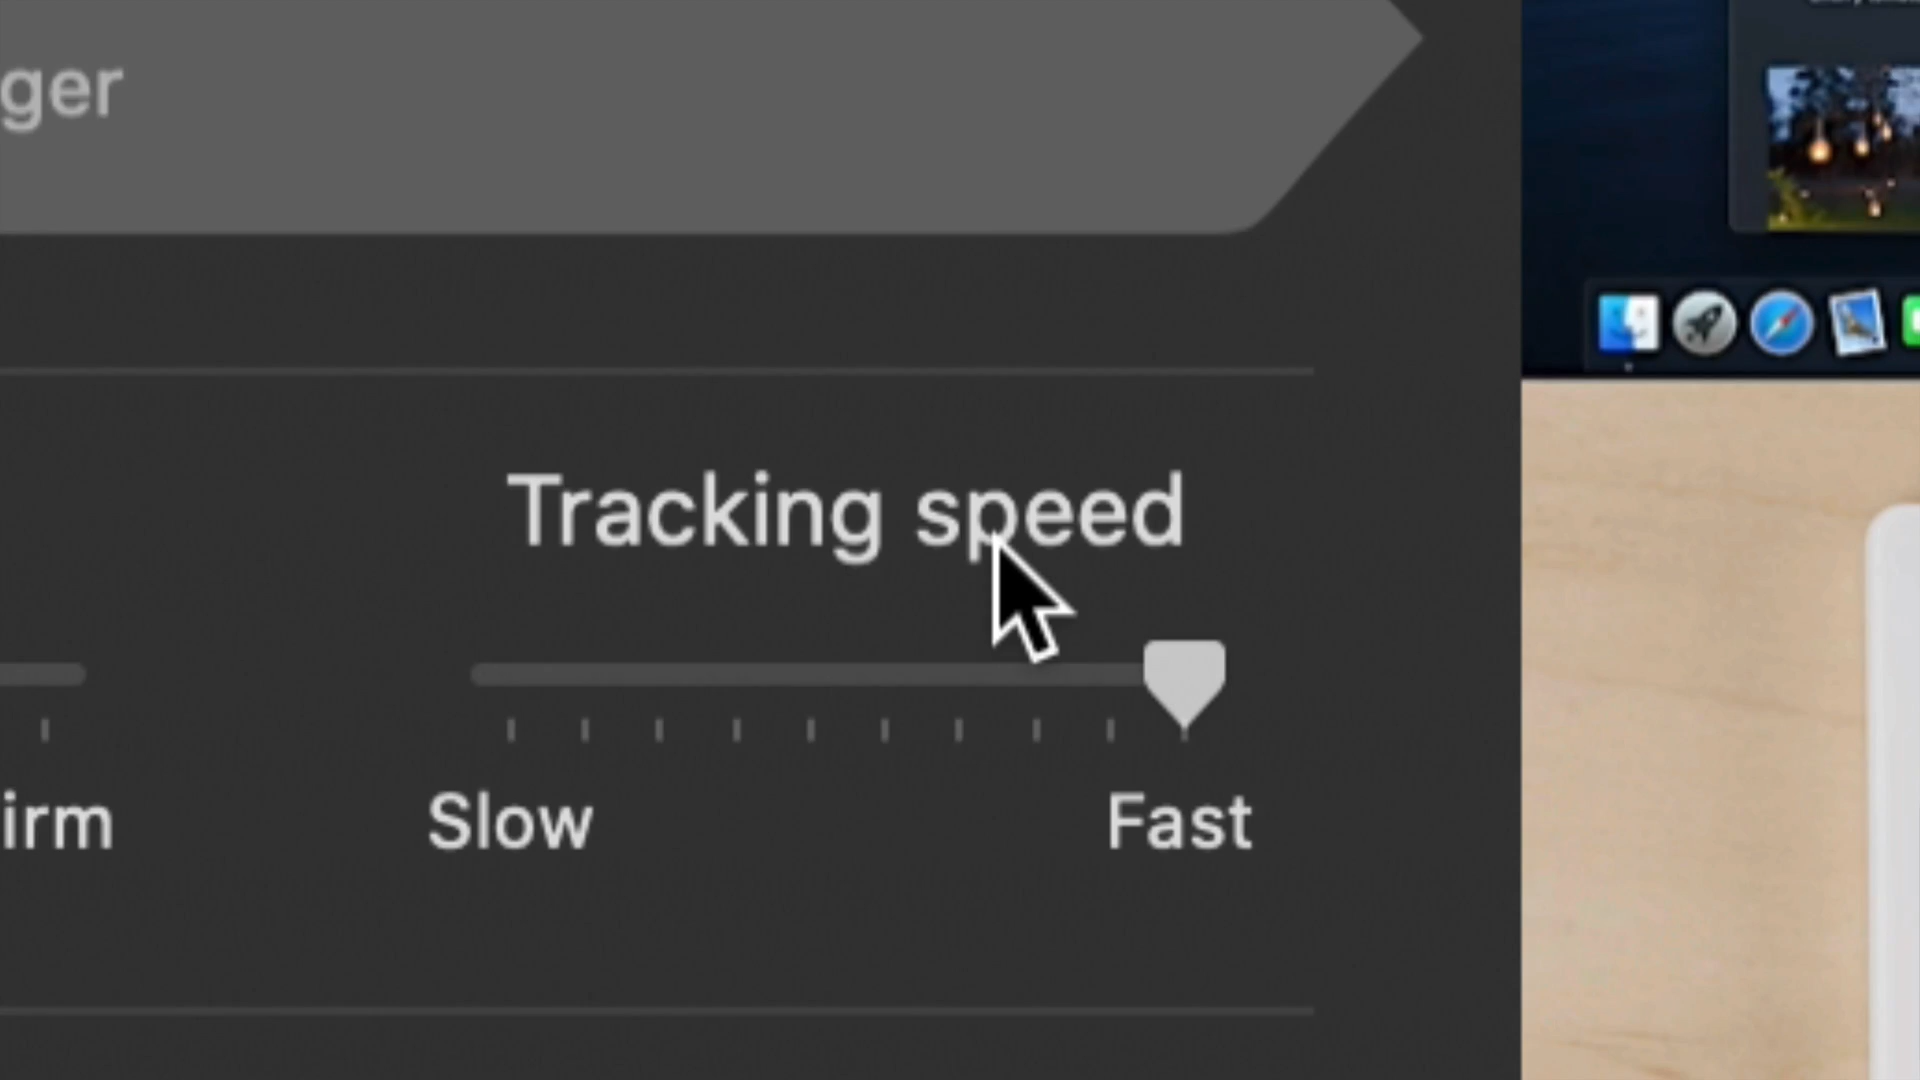 ger
Tracking speed
irm
Slow
Fast